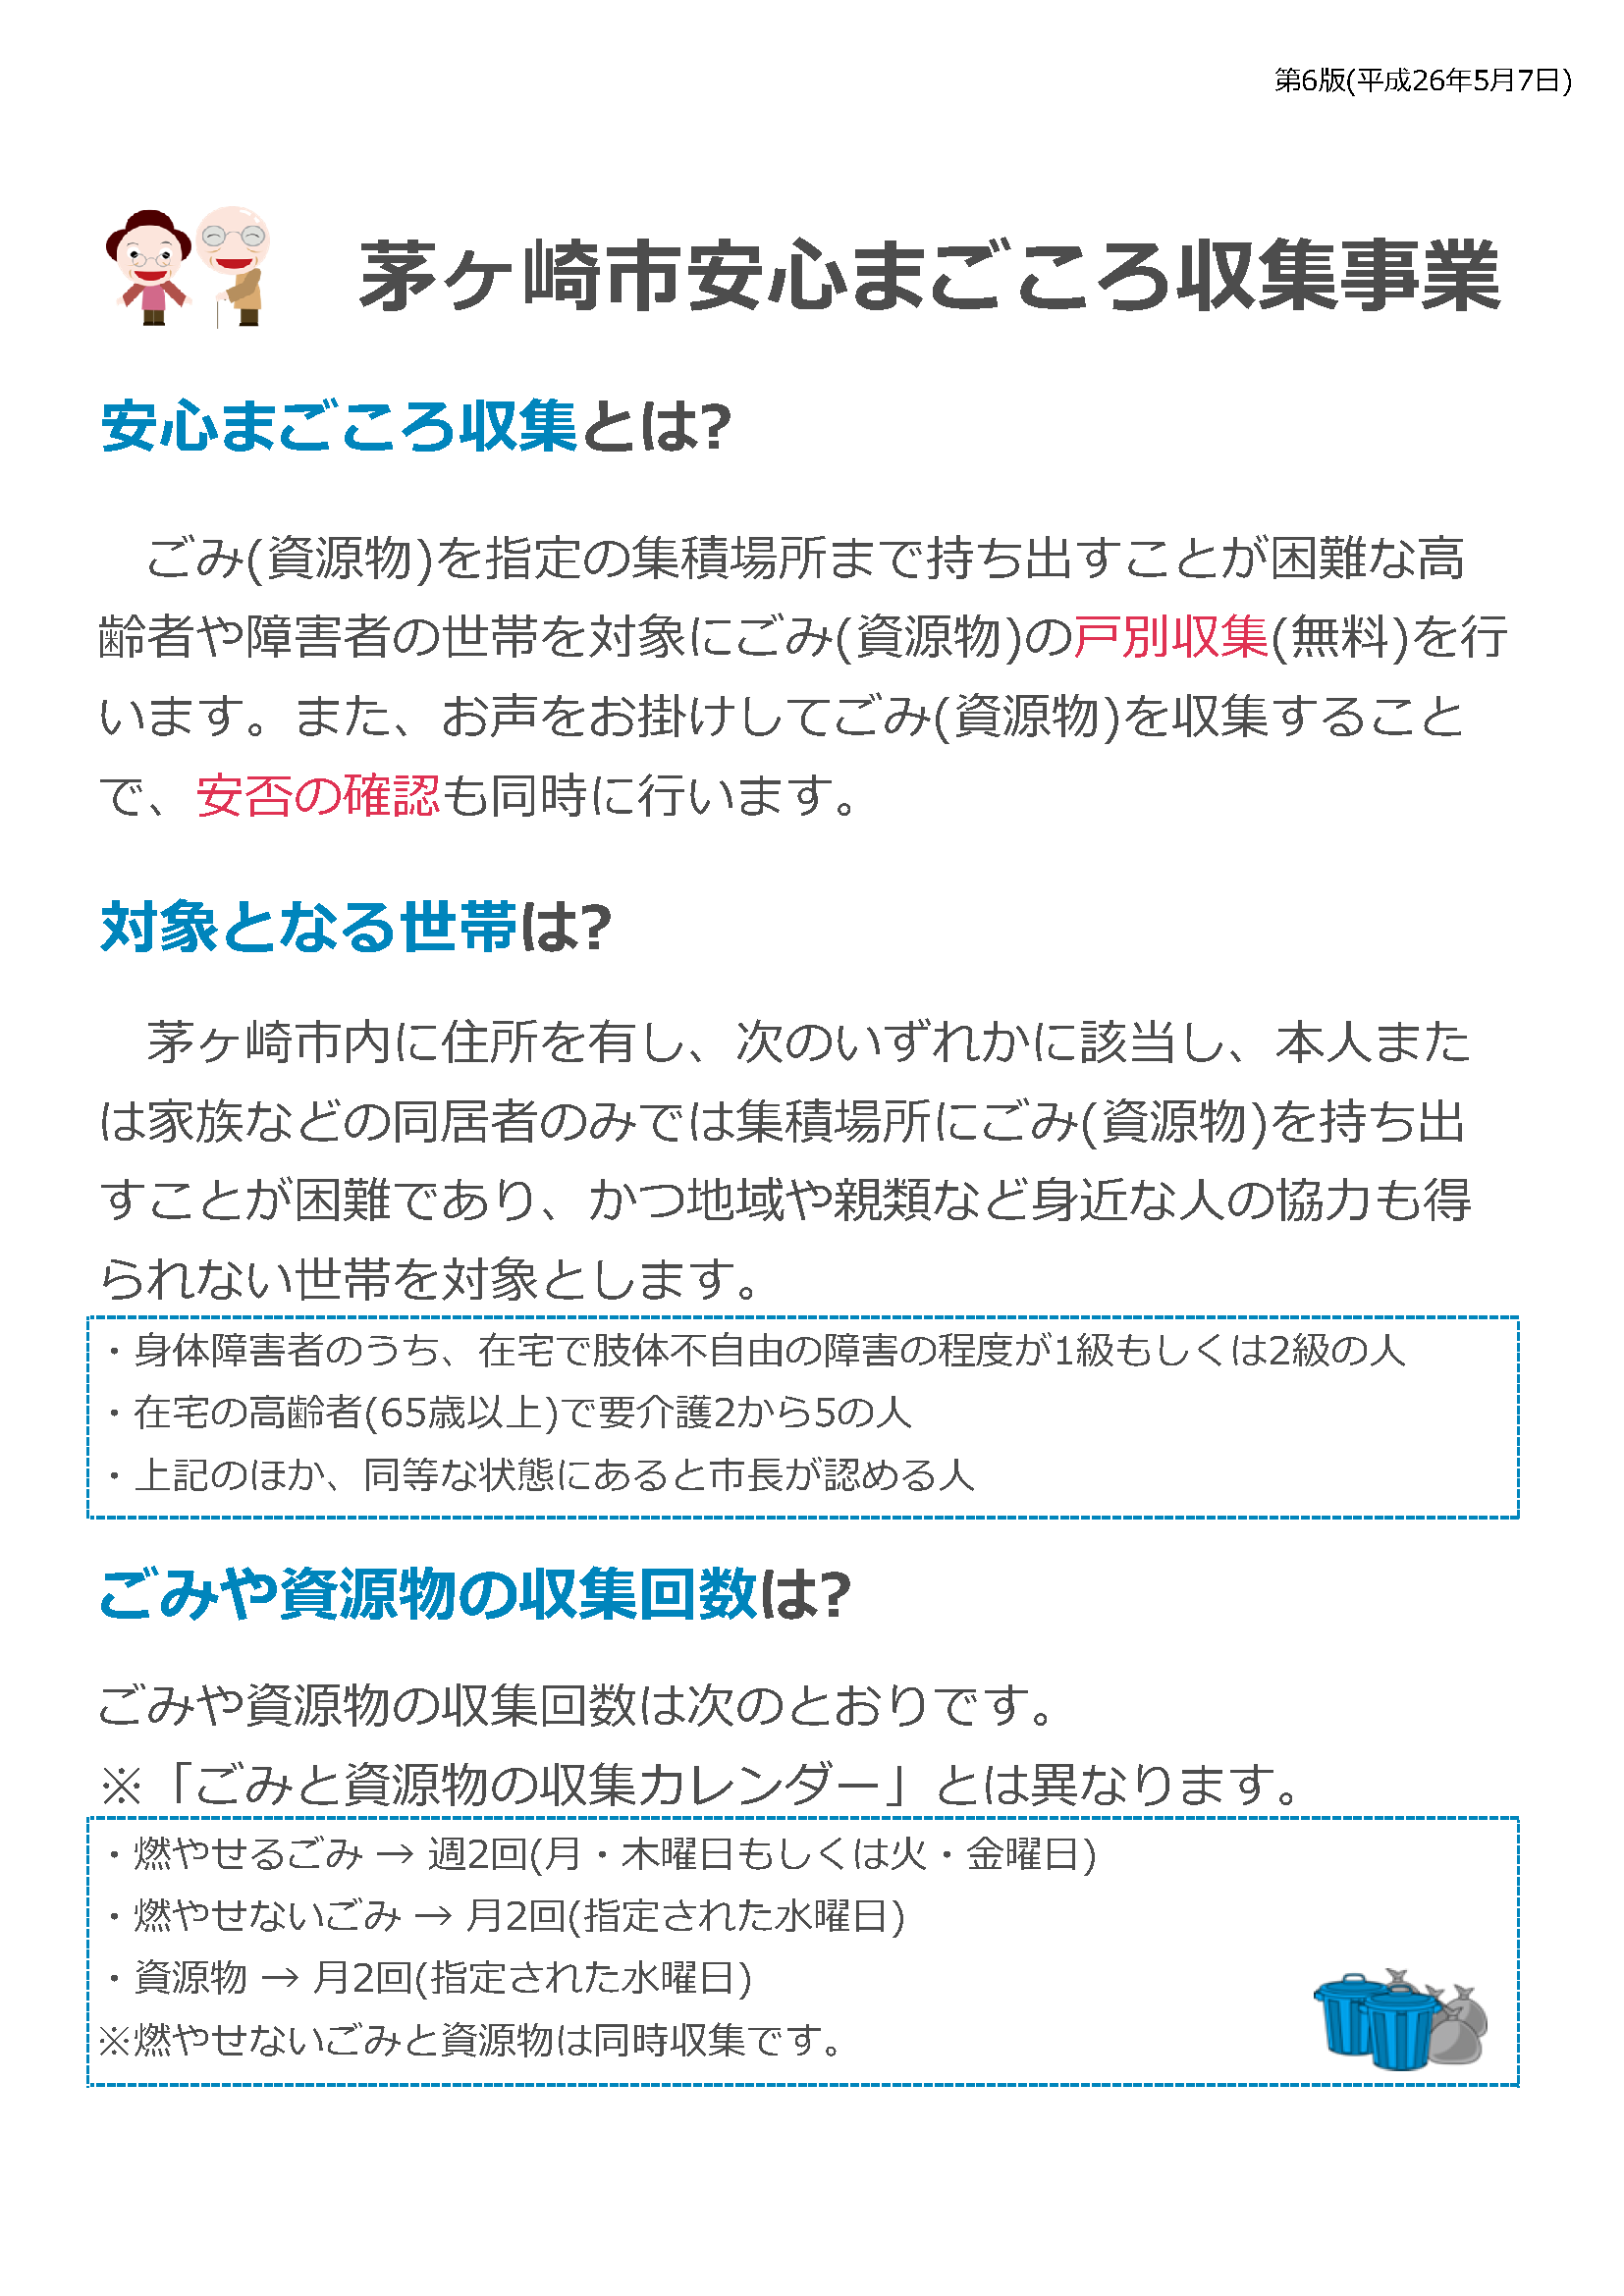 第6版(平成26年5月7日)
茅ヶ崎市安心まごころ収集事業
安心まごころ収集とは?
ごみ(資源物)を指定の集積場所まで持ち出すことが困難な高
齢者や障害者の世帯を対象にごみ(資源物)の戸別収集(無料)を行
います。また、お声をお掛けしてごみ(資源物)を収集すること
で、安否の確認も同時に行います。
対象となる世帯は?
茅ヶ崎市内に住所を有し、次のいずれかに該当し、本人また
は家族などの同居者のみでは集積場所にごみ(資源物)を持ち出
すことが困難であり、かつ地域や親類など身近な人の協力も得
られない世帯を対象とします。
・身体障害者のうち、在宅で肢体不自由の障害の程度が1級もしくは2級の人
・在宅の高齢者(65歳以上)で要介護2から5の人
・上記のほか、同等な状態にあると市長が認める人
ごみや資源物の収集回数は?
ごみや資源物の収集回数は次のとおりです。
※「ごみと資源物の収集カレンダー」とは異なります。
・燃やせるごみ → 週2回(月・木曜日もしくは火・金曜日)
・燃やせないごみ → 月2回(指定された水曜日)
・資源物 → 月2回(指定された水曜日)
※燃やせないごみと資源物は同時収集です。